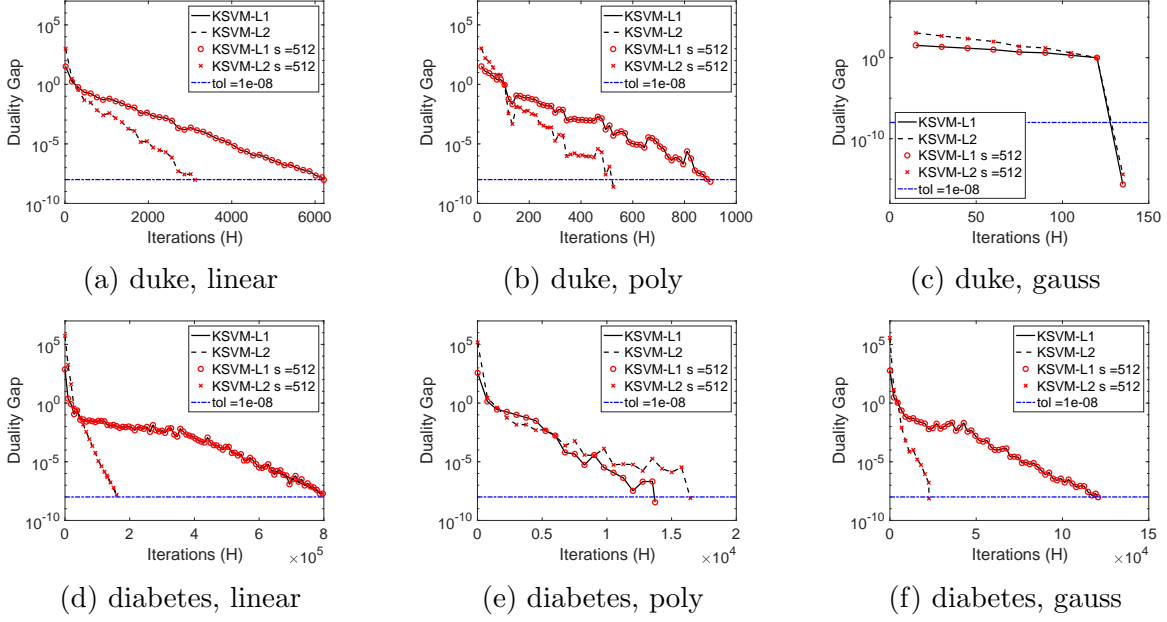 10^5
10^0
10^-5
10^-10
Duality Gap
0 2000 4000 6000
Iterations (H)
KSVM-L1
KSVM-L2
KSVM-L1 s =512
KSVM-L2 s =512
tol =1e-08
(a) duke, linear
10^5
10^0
10^-5
10^-10
Duality Gap
0 200 400 600 800 1000
Iterations (H)
KSVM-L1
KSVM-L2
KSVM-L1 s =512
KSVM-L2 s =512
tol =1e-08
(b) duke, poly
10^0
10^-10
Duality Gap
0 50 100 150
Iterations (H)
KSVM-L1
KSVM-L2
KSVM-L1 s =512
KSVM-L2 s =512
tol =1e-08
(c) duke, gauss
10^5
10^0
10^-5
10^-10
Duality Gap
0 2 4 6 8
×10^5
Iterations (H)
KSVM-L1
KSVM-L2
KSVM-L1 s =512
KSVM-L2 s =512
tol =1e-08
(d) diabetes, linear
10^5
10^0
10^-5
10^-10
Duality Gap
0 0.5 1 1.5 2
×10^4
Iterations (H)
KSVM-L1
KSVM-L2
KSVM-L1 s =512
KSVM-L2 s =512
tol =1e-08
(e) diabetes, poly
10^5
10^0
10^-5
10^-10
Duality Gap
0 5 10 15
×10^4
Iterations (H)
KSVM-L1
KSVM-L2
KSVM-L1 s =512
KSVM-L2 s =512
tol =1e-08
(f) diabetes, gauss